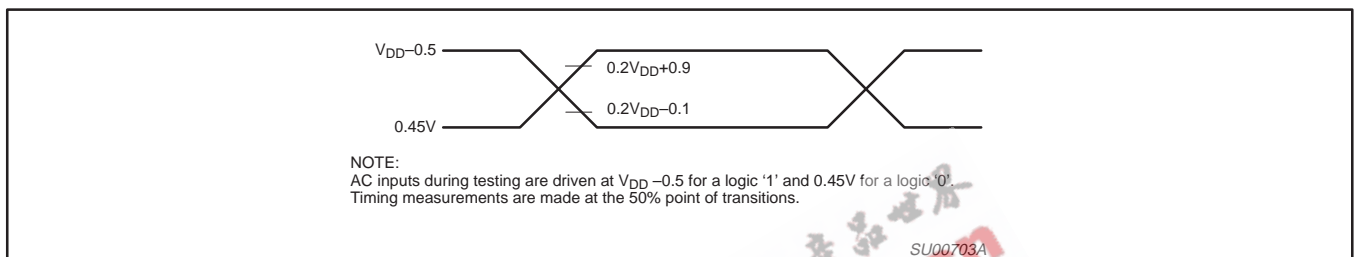 VDD–0.5
0.2VDD+0.9
0.2VDD–0.1
0.45V
NOTE:
AC inputs during testing are driven at VDD –0.5 for a logic ‘1’ and 0.45V for a logic ‘0’.
Timing measurements are made at the 50% point of transitions.
SU00703A